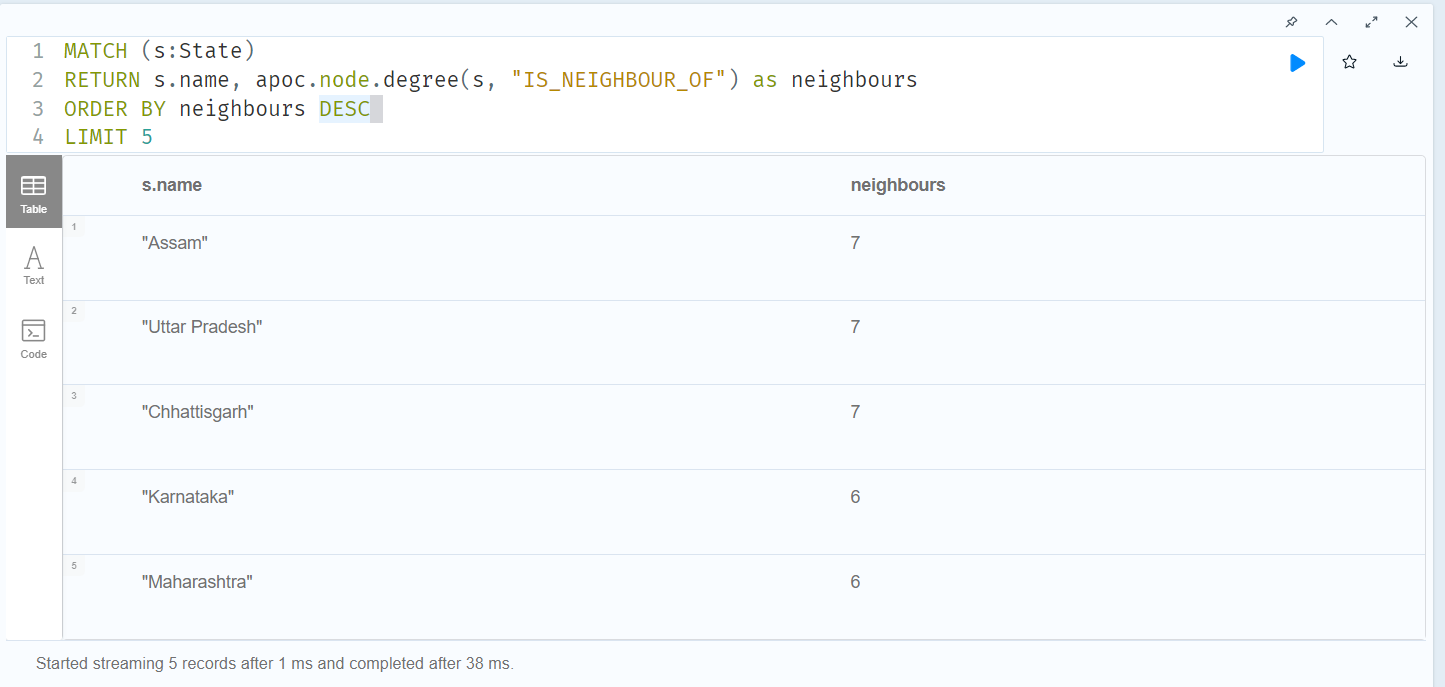 1 MATCH (s:State)
2 RETURN s.name, apoc.node.degree(s, "IS_NEIGHBOUR_OF") as neighbours
3 ORDER BY neighbours DESC
4 LIMIT 5
Table
Text
Code
s.name neighbours
1 "Assam" 7
2 "Uttar Pradesh" 7
3 "Chhattisgarh" 7
4 "Karnataka" 6
5 "Maharashtra" 6
Started streaming 5 records after 1 ms and completed after 38 ms.